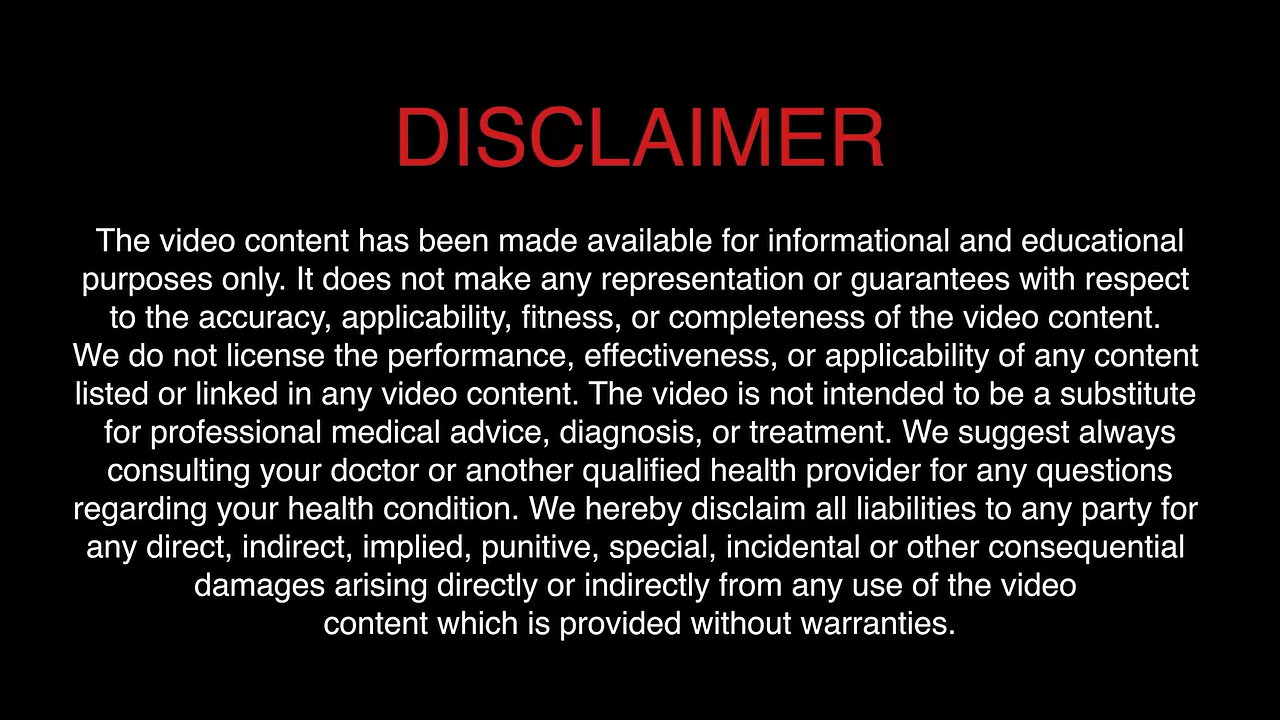 DISCLAIMER
The video content has been made available for informational and educational
purposes only. It does not make any representation or guarantees with respect
to the accuracy, applicability, fitness, or completeness of the video content.
We do not license the performance, effectiveness, or applicability of any content
listed or linked in any video content. The video is not intended to be a substitute
for professional medical advice, diagnosis, or treatment. We suggest always
consulting your doctor or another qualified health provider for any questions
regarding your health condition. We hereby disclaim all liabilities to any party for
any direct, indirect, implied, punitive, special, incidental or other consequential
damages arising directly or indirectly from any use of the video
content which is provided without warranties.